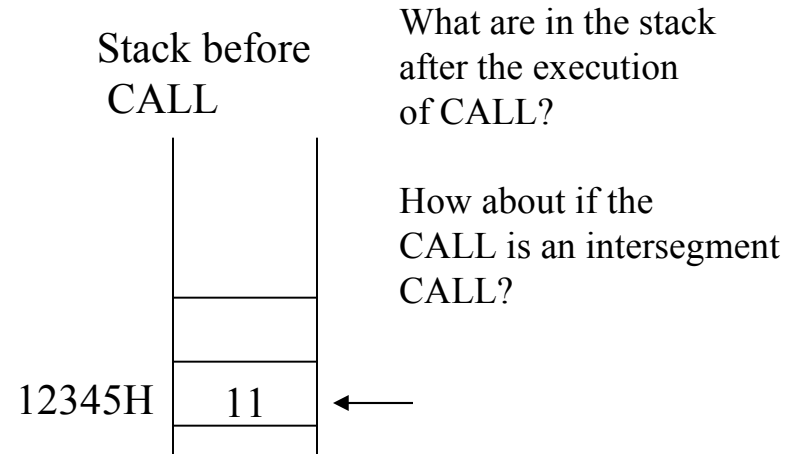 Stack before
CALL
What are in the stack
after the execution
of CALL?
How about if the
CALL is an intersegment
CALL?
12345H 11